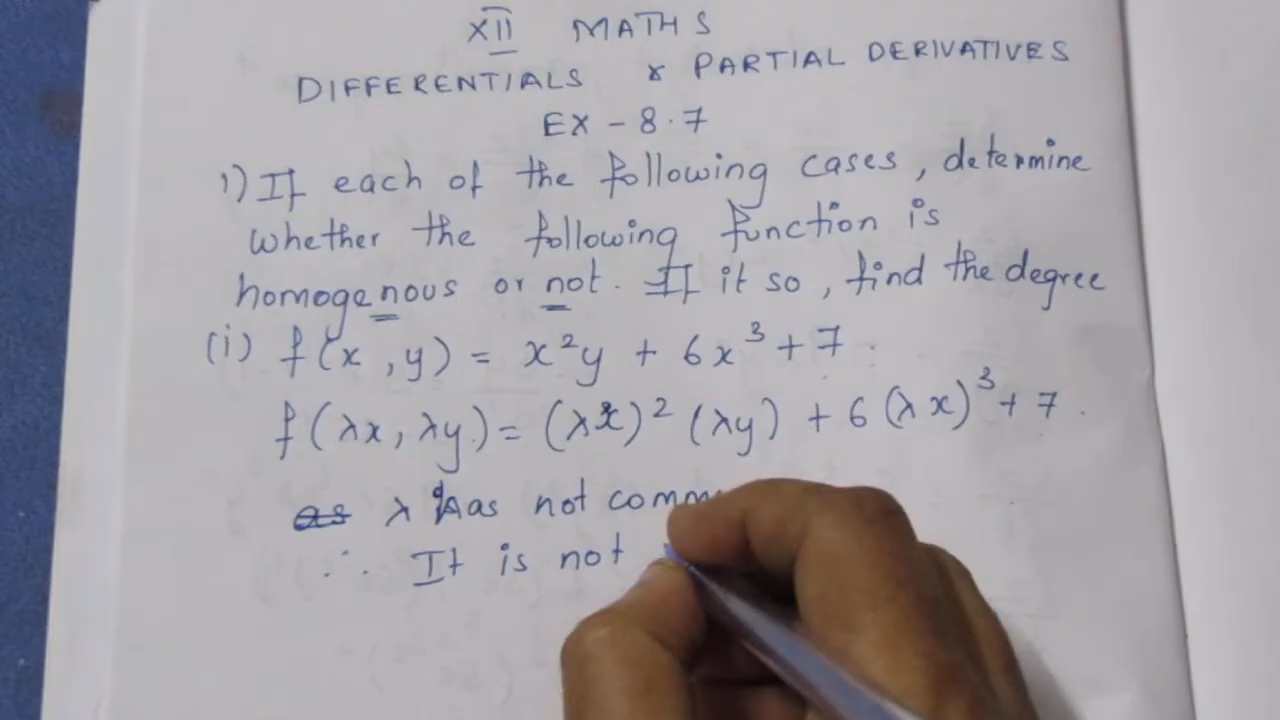 XII MATHS
DIFFERENTIALS & PARTIAL DERIVATIVES
EX - 8.7
1) If each of the following cases, determine
whether the following function is
homogenous or not. If it so, find the degree
(i) f(x, y) = x²y + 6x³ + 7.
f(λx, λy) = (λx)² (λy) + 6 (λx)³ + 7.
as λ has not
∴ It is not